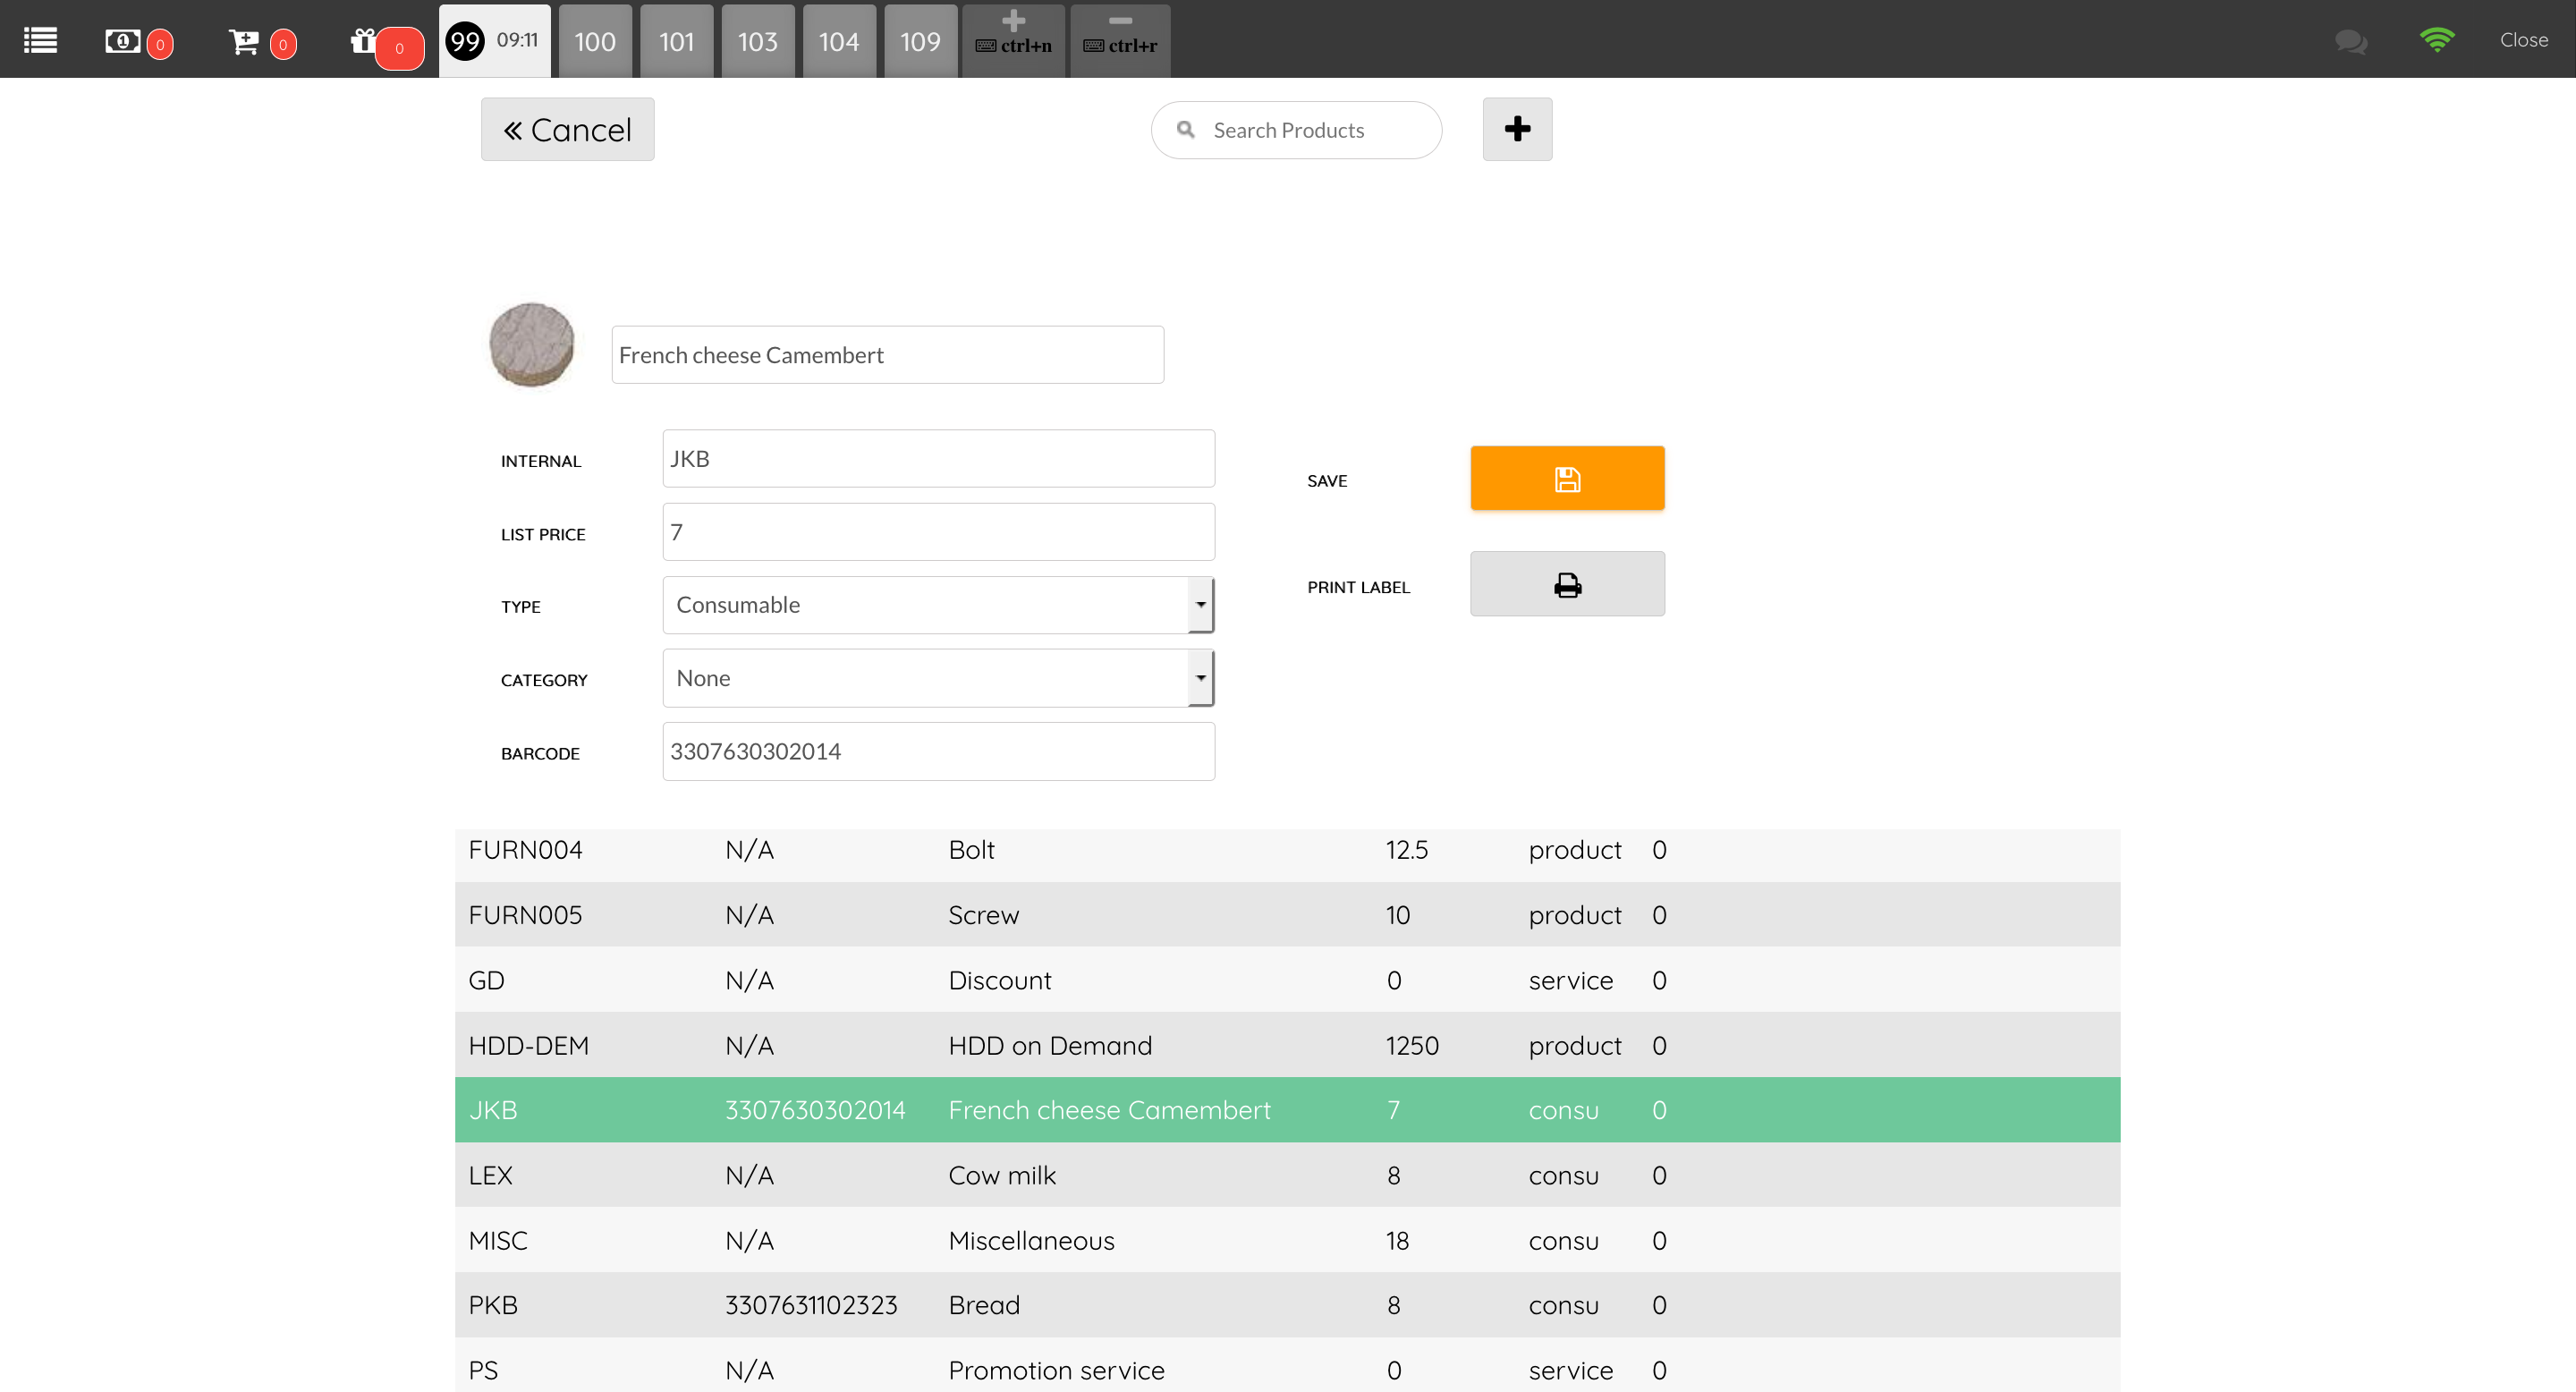 1 0 0 0 99 09:11 100 101 103 104 109 ctrl+n ctrl+r Close
Cancel Search Products
French cheese Camembert
INTERNAL JKB
SAVE
LIST PRICE 7
PRINT LABEL
TYPE Consumable
CATEGORY None
BARCODE 3307630302014
FURN004 N/A Bolt 12.5 product 0
FURN005 N/A Screw 10 product 0
GD N/A Discount 0 service 0
HDD-DEM N/A HDD on Demand 1250 product 0
JKB 3307630302014 French cheese Camembert 7 consu 0
LEX N/A Cow milk 8 consu 0
MISC N/A Miscellaneous 18 consu 0
PKB 3307631102323 Bread 8 consu 0
PS N/A Promotion service 0 service 0